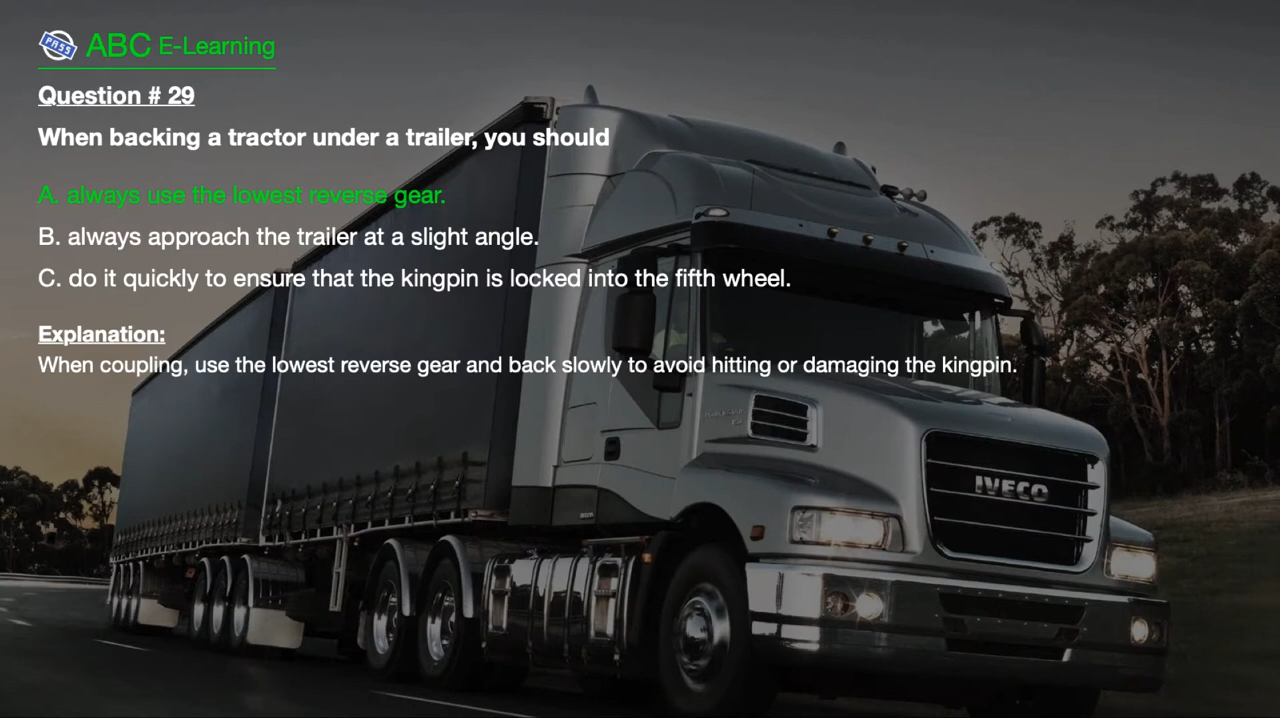 PASS
ABC E-Learning
Question # 29
When backing a tractor under a trailer, you should
A. always use the lowest reverse gear.
B. always approach the trailer at a slight angle.
C. do it quickly to ensure that the kingpin is locked into the fifth wheel.
Explanation:
When coupling, use the lowest reverse gear and back slowly to avoid hitting or damaging the kingpin.
IVECO